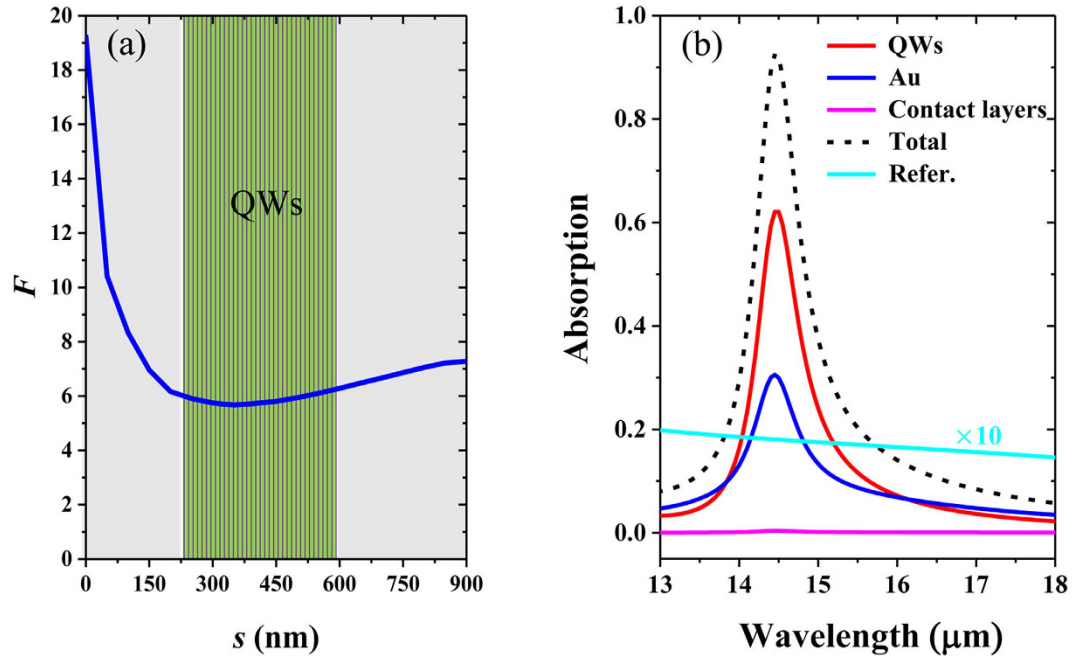 (a)
QWs
F
20
18
16
14
12
10
8
6
4
2
0
0 150 300 450 600 750 900
s (nm)
(b)
QWs
Au
Contact layers
Total
Refer.
×10
Absorption
1.0
0.8
0.6
0.4
0.2
0.0
13 14 15 16 17 18
Wavelength (μm)